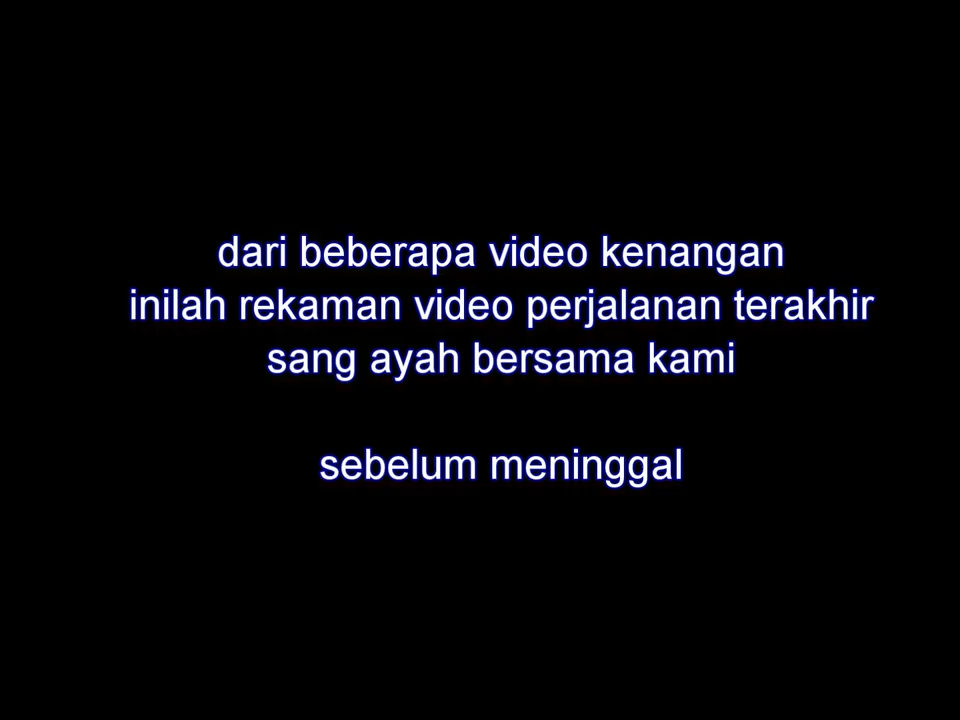 dari beberapa video kenangan
inilah rekaman video perjalanan terakhir
sang ayah bersama kami
sebelum meninggal